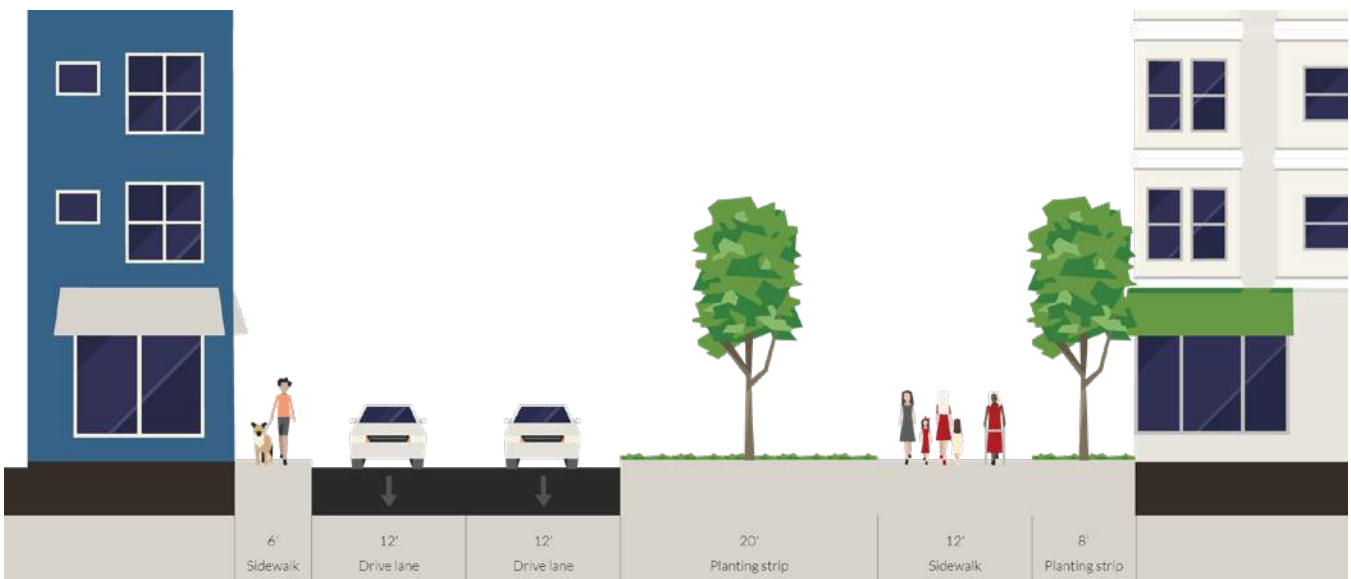 6' 12' 12' 20' 12' 8'
Sidewalk Drive lane Drive lane Planting strip Sidewalk Planting strip